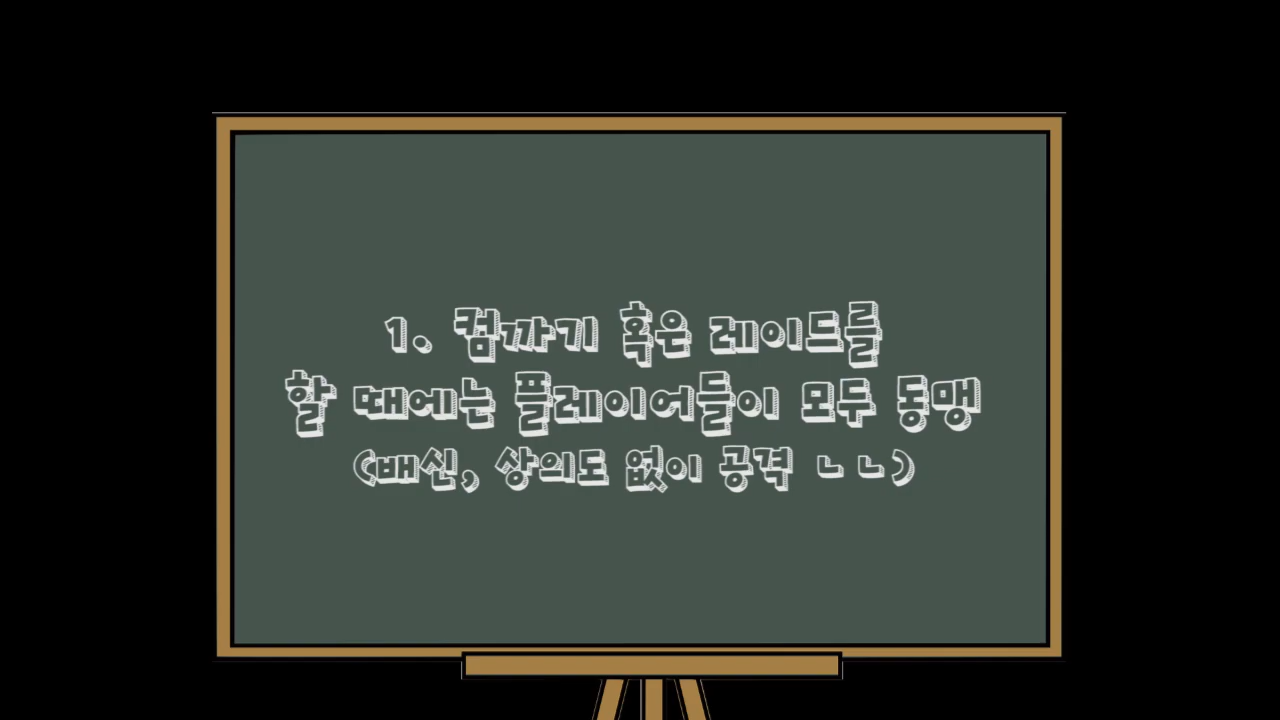 1. 컴까기 혹은 레이드를
할 때에는 플레이어들이 모두 동맹
(배신, 상의도 없이 공격 ㄴㄴ)